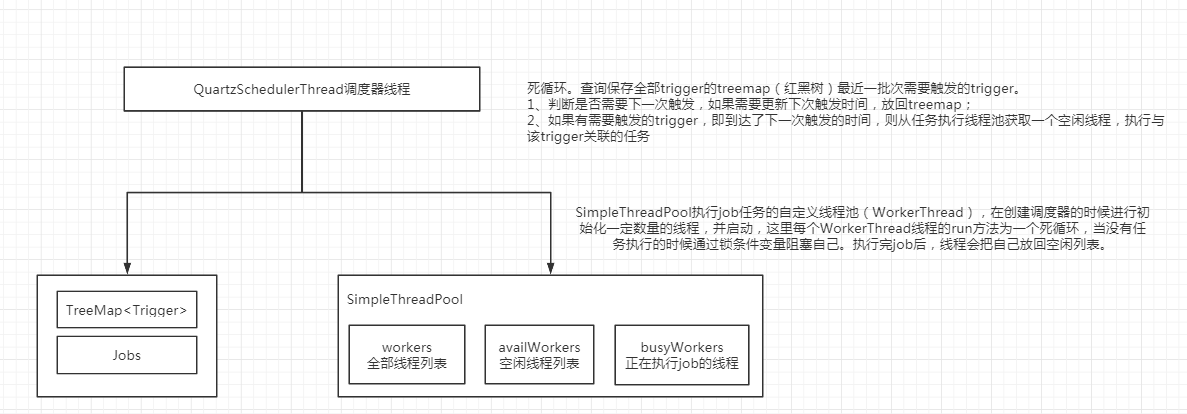 QuartzSchedulerThread调度器线程
死循环。查询保存全部trigger的treemap（红黑树）最近一批次需要触发的trigger。
1、判断是否需要下一次触发，如果需要更新下次触发时间，放回treemap；
2、如果有需要触发的trigger，即到达了下一次触发的时间，则从任务执行线程池获取一个空闲线程，执行与
该trigger关联的任务
SimpleThreadPool执行job任务的自定义线程池（WorkerThread），在创建调度器的时候进行初
始化一定数量的线程，并启动，这里每个WorkerThread线程的run方法为一个死循环，当没有任
务执行的时候通过锁条件变量阻塞自己。执行完job后，线程会把自己放回空闲列表。
TreeMap<Trigger>
Jobs
SimpleThreadPool
workers
全部线程列表
availWorkers
空闲线程列表
busyWorkers
正在执行job的线程